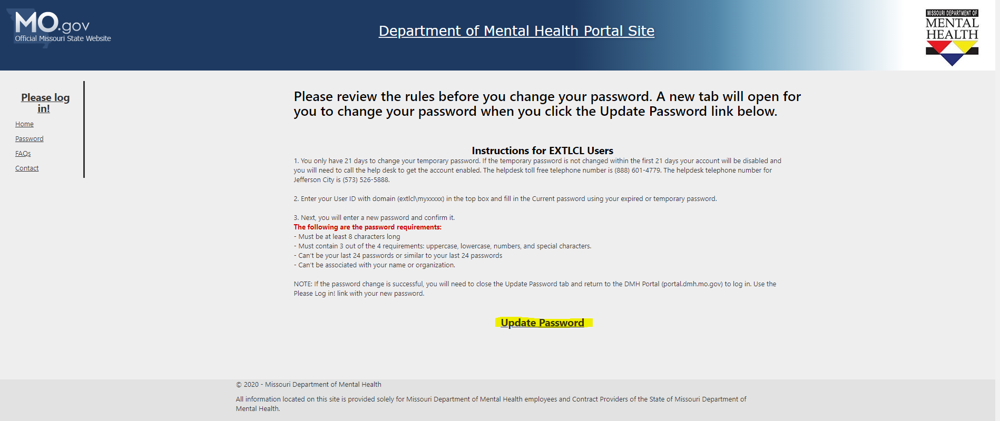 MO.gov
Official Missouri State Website
Department of Mental Health Portal Site
MISSOURI DEPARTMENT OF
MENTAL
HEALTH
Please log
in!
Home
Password
FAQs
Contact
Please review the rules before you change your password. A new tab will open for
you to change your password when you click the Update Password link below.
Instructions for EXTLCL Users
1. You only have 21 days to change your temporary password. If the temporary password is not changed within the first 21 days your account will be disabled and
you will need to call the help desk to get the account enabled. The helpdesk toll free telephone number is (888) 601-4779. The helpdesk telephone number for
Jefferson City is (573) 526-5888.
2. Enter your User ID with domain (extlcl\myxxxxx) in the top box and fill in the Current password using your expired or temporary password.
3. Next, you will enter a new password and confirm it.
The following are the password requirements:
- Must be at least 8 characters long
- Must contain 3 out of the 4 requirements: uppercase, lowercase, numbers, and special characters.
- Can't be your last 24 passwords or similar to your last 24 passwords
- Can't be associated with your name or organization.
NOTE: If the password change is successful, you will need to close the Update Password tab and return to the DMH Portal (portal.dmh.mo.gov) to log in. Use the
Please Log in! link with your new password.
Update Password
© 2020 - Missouri Department of Mental Health
All information located on this site is provided solely for Missouri Department of Mental Health employees and Contract Providers of the State of Missouri Department of
Mental Health.